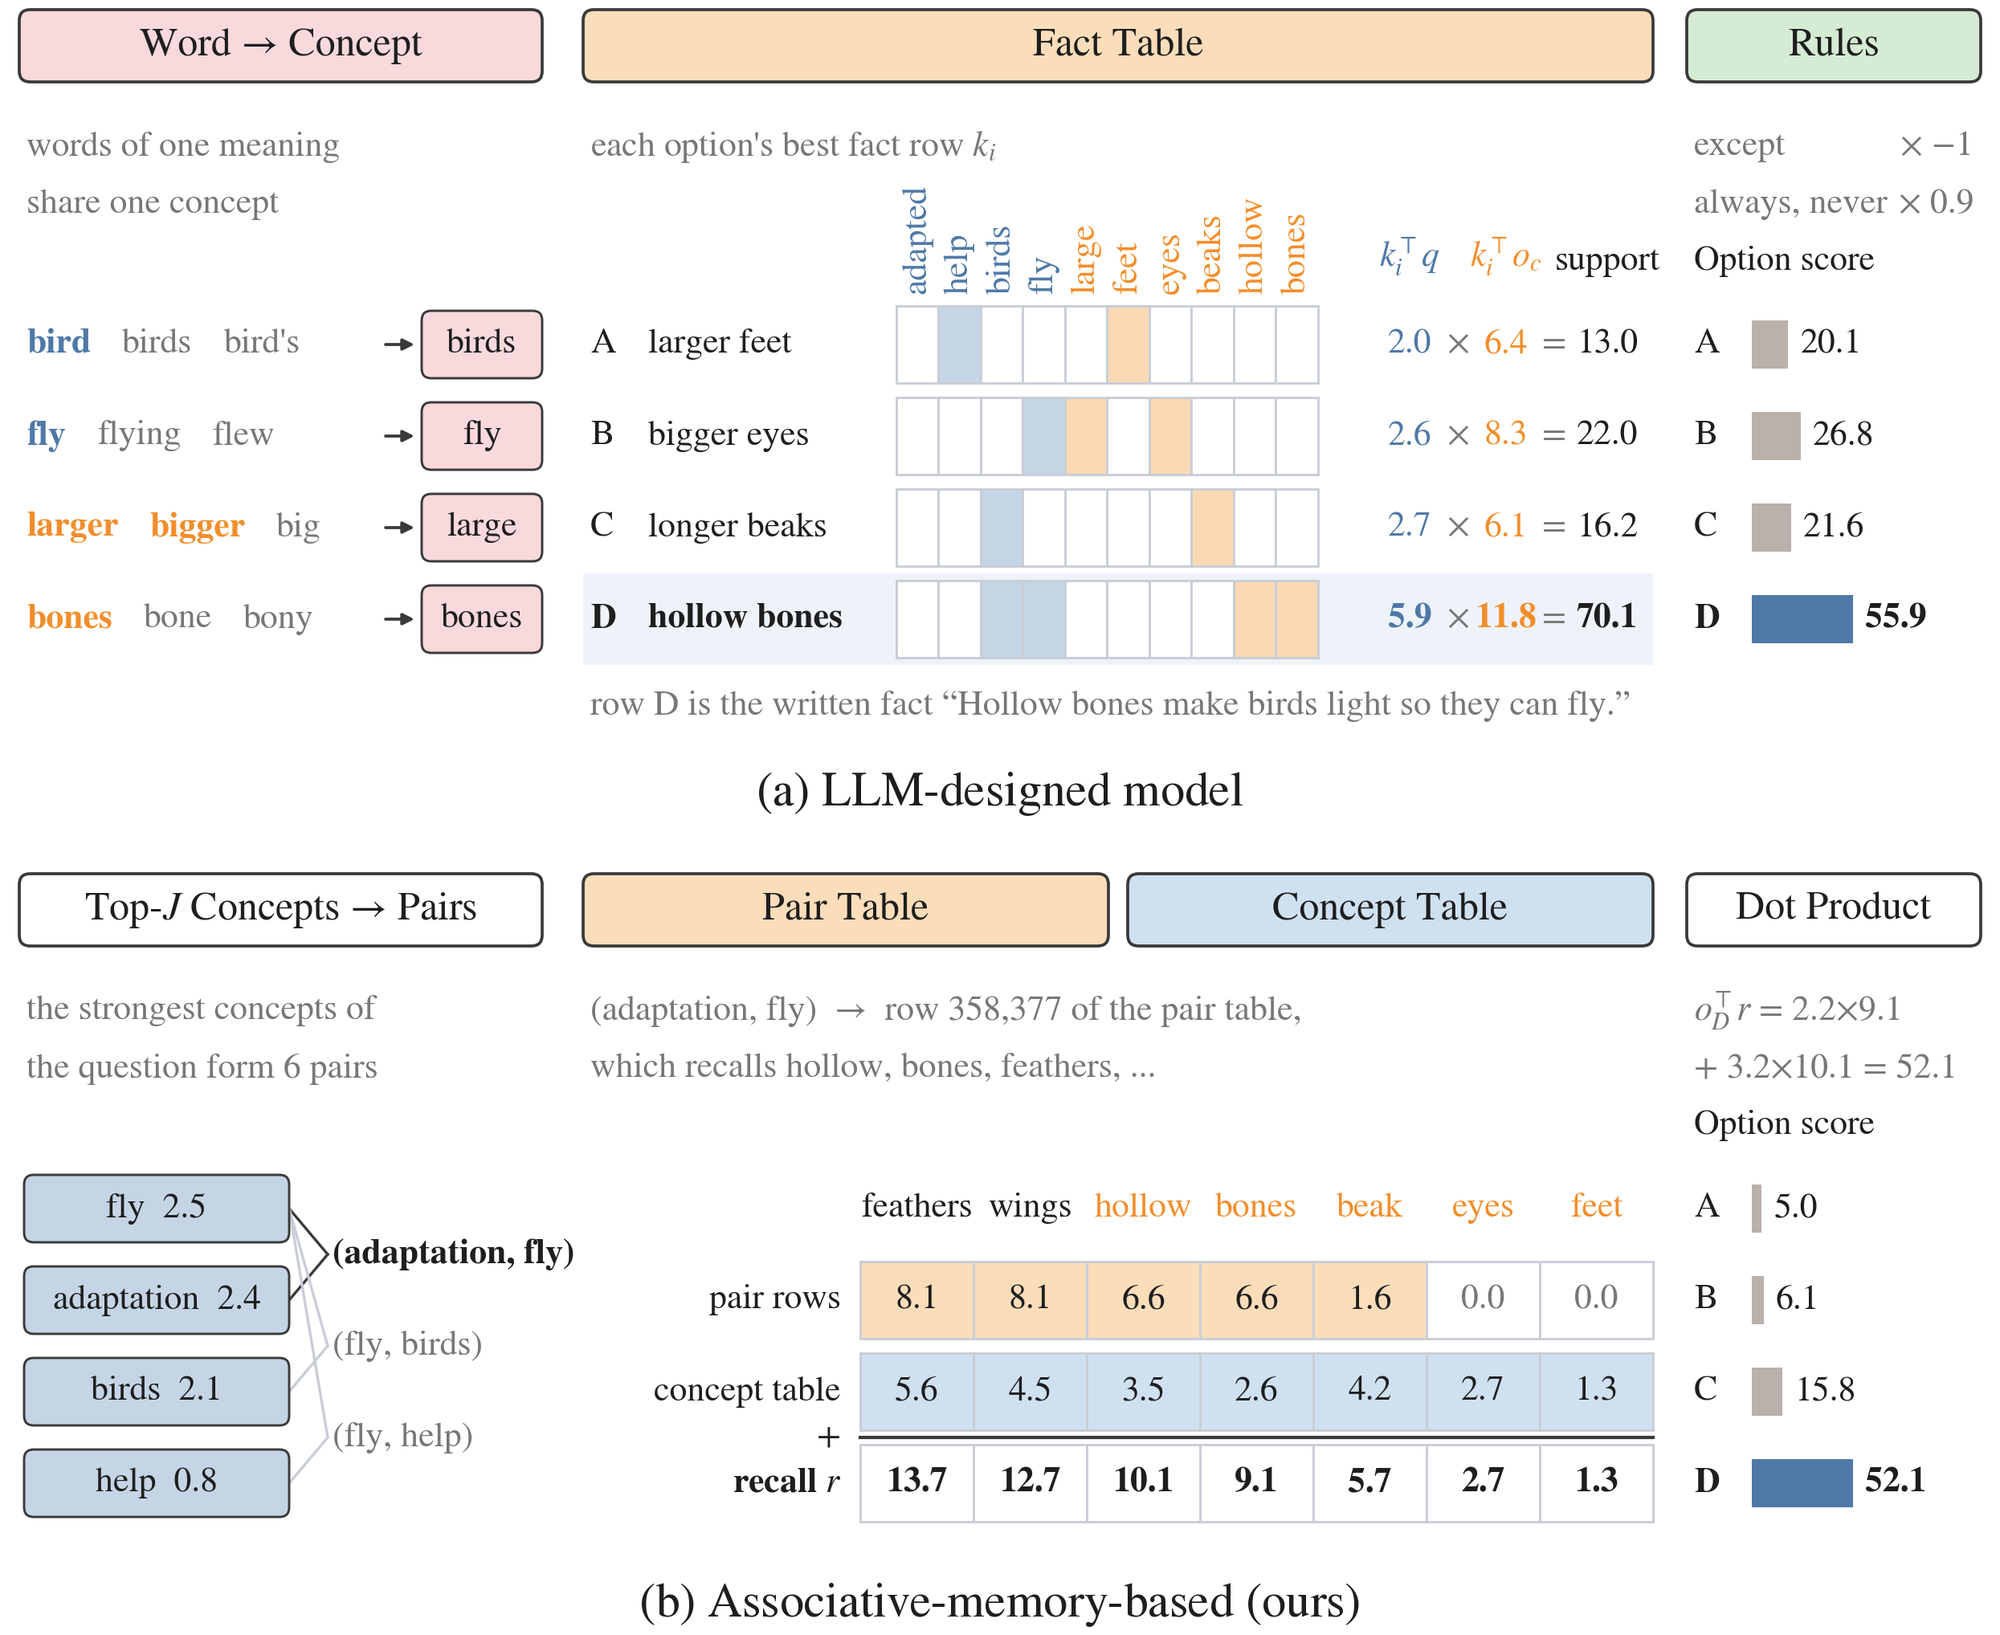 Word → Concept
Fact Table
Rules
words of one meaning
share one concept
each option's best fact row k_i
except × −1
always, never × 0.9
adapted
help
birds
fly
large
feet
eyes
beaks
hollow
bones
k_i^⊤ q
k_i^⊤ o_c
support
Option score
bird birds bird's → birds
A larger feet 2.0 × 6.4 = 13.0
A 20.1
fly flying flew → fly
B bigger eyes 2.6 × 8.3 = 22.0
B 26.8
larger bigger big → large
C longer beaks 2.7 × 6.1 = 16.2
C 21.6
bones bone bony → bones
D hollow bones 5.9 × 11.8 = 70.1
D 55.9
row D is the written fact “Hollow bones make birds light so they can fly.”
(a) LLM-designed model
Top-J Concepts → Pairs
Pair Table
Concept Table
Dot Product
the strongest concepts of
the question form 6 pairs
(adaptation, fly) → row 358,377 of the pair table,
which recalls hollow, bones, feathers, ...
o_D^⊤ r = 2.2×9.1
+ 3.2×10.1 = 52.1
Option score
fly 2.5
adaptation 2.4
birds 2.1
help 0.8
(adaptation, fly)
(fly, birds)
(fly, help)
feathers wings hollow bones beak eyes feet
pair rows 8.1 8.1 6.6 6.6 1.6 0.0 0.0
concept table 5.6 4.5 3.5 2.6 4.2 2.7 1.3
+
recall r 13.7 12.7 10.1 9.1 5.7 2.7 1.3
A 5.0
B 6.1
C 15.8
D 52.1
(b) Associative-memory-based (ours)